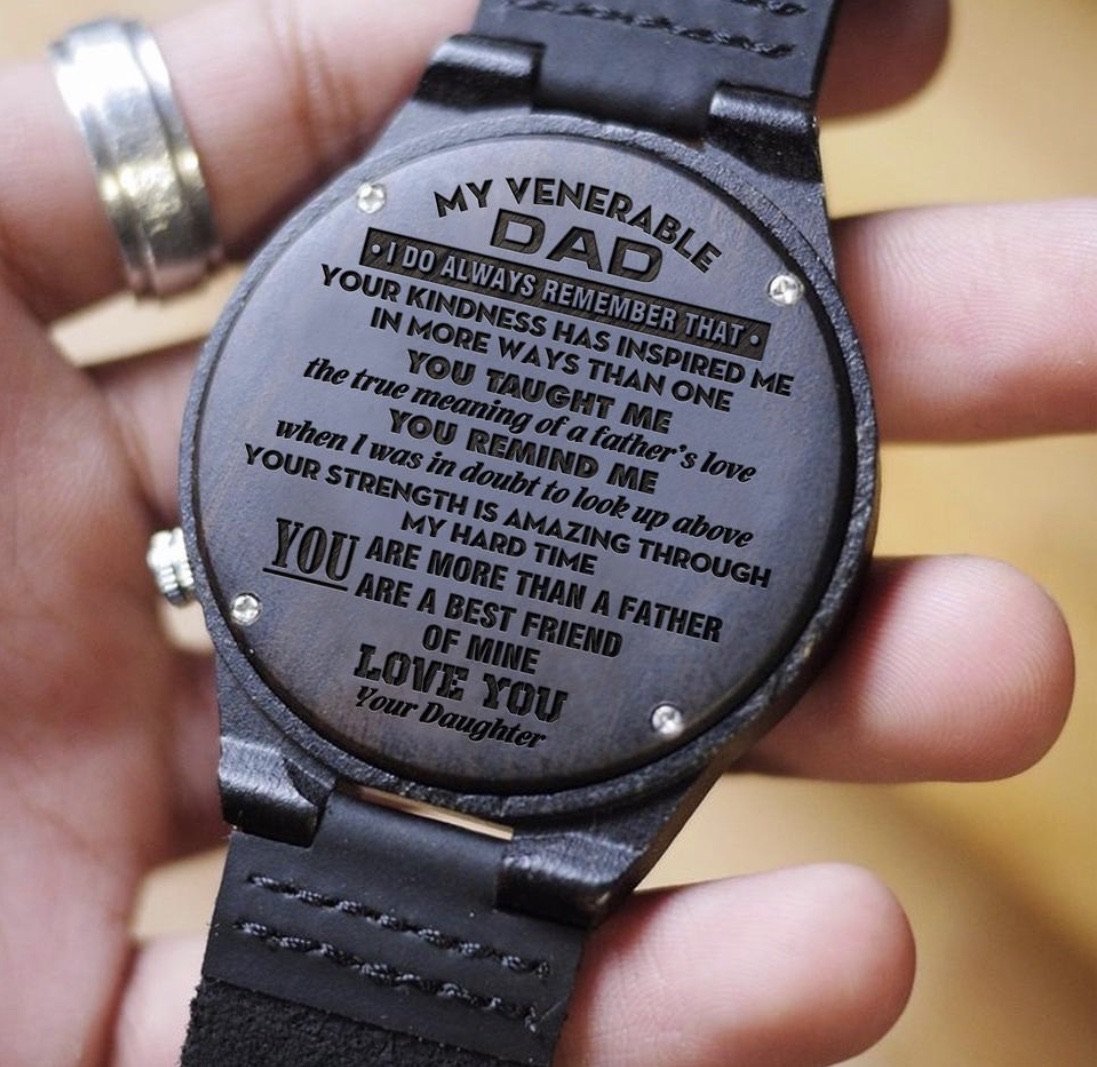 MY VENERABLE
DAD
• I DO ALWAYS REMEMBER THAT •
YOUR KINDNESS HAS INSPIRED ME
IN MORE WAYS THAN ONE
YOU TAUGHT ME
the true meaning of a father's love
YOU REMIND ME
when I was in doubt to look up above
YOUR STRENGTH IS AMAZING THROUGH
MY HARD TIME
YOU ARE MORE THAN A FATHER
ARE A BEST FRIEND
OF MINE
LOVE YOU
Your Daughter